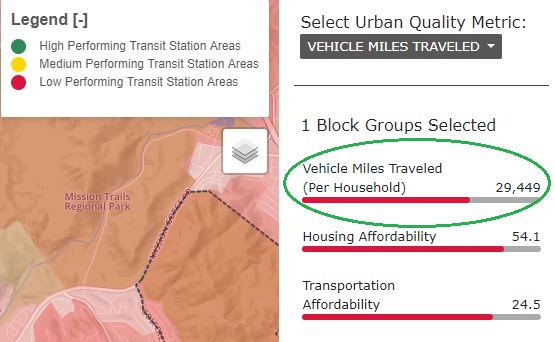 Legend [-]
High Performing Transit Station Areas
Medium Performing Transit Station Areas
Low Performing Transit Station Areas
Mission Trails
Regional Park
Select Urban Quality Metric:
VEHICLE MILES TRAVELED
1 Block Groups Selected
Vehicle Miles Traveled
(Per Household) 29,449
Housing Affordability 54.1
Transportation
Affordability 24.5